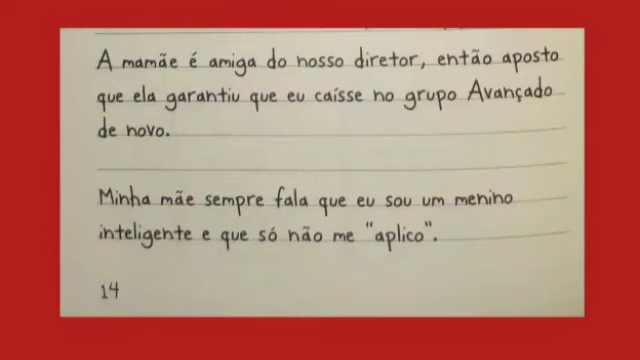 A mamãe é amiga do nosso diretor, então aposto
que ela garantiu que eu caísse no grupo Avançado
de novo.
Minha mãe sempre fala que eu sou um menino
inteligente e que só não me "aplico".
14